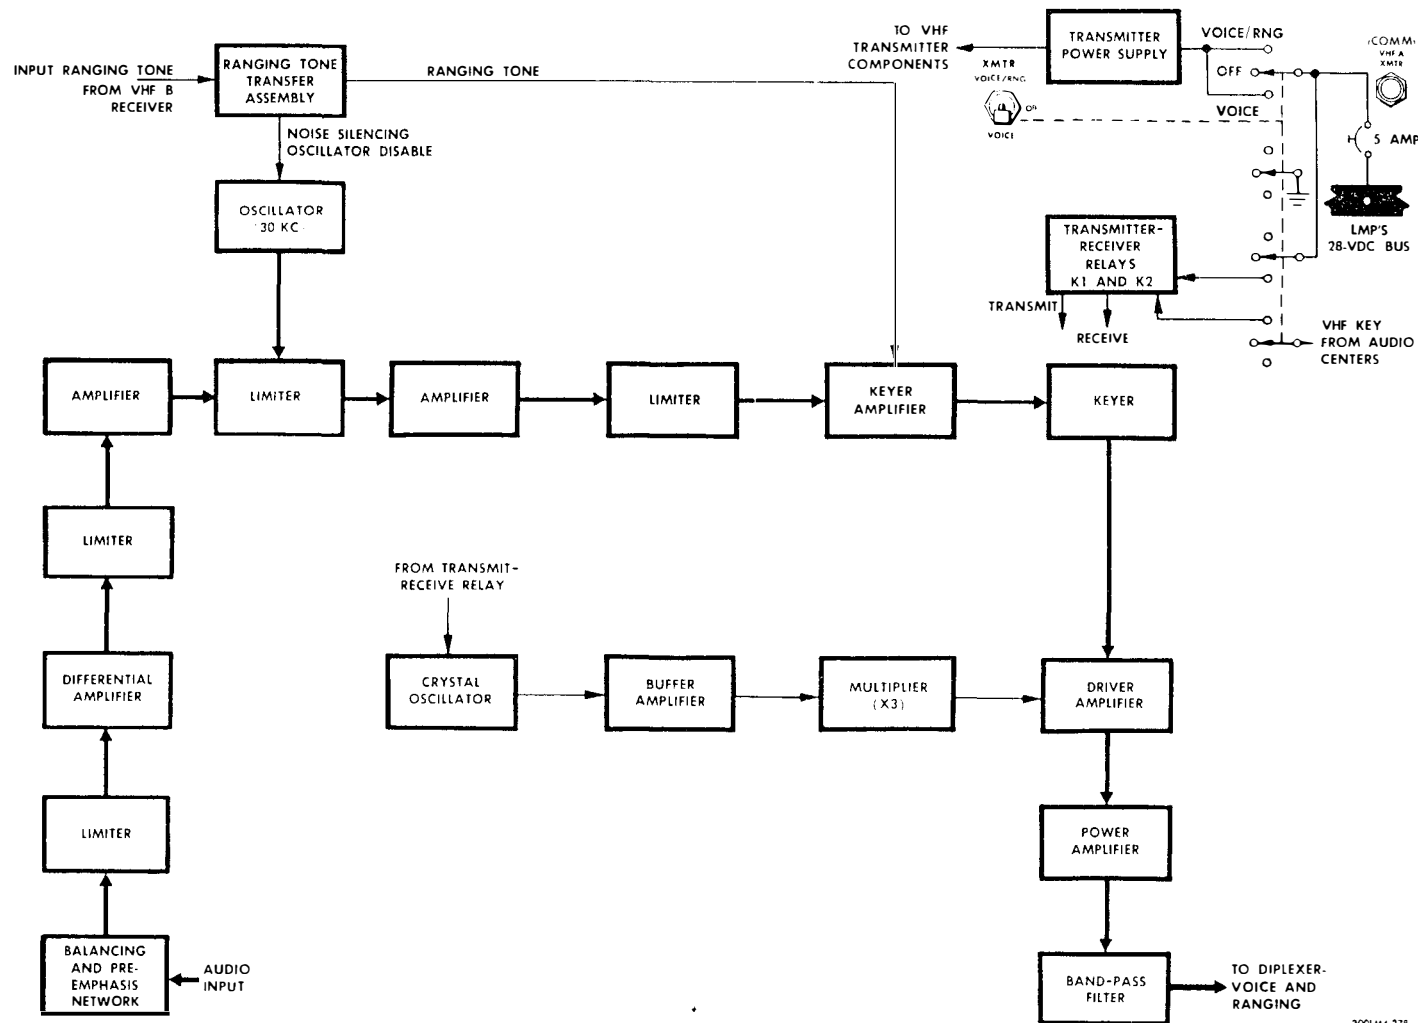 INPUT RANGING TONE
FROM VHF B
RECEIVER
RANGING TONE
TRANSFER
ASSEMBLY
RANGING TONE
NOISE SILENCING
OSCILLATOR DISABLE
OSCILLATOR
30 KC
TO VHF
TRANSMITTER
COMPONENTS
TRANSMITTER
POWER SUPPLY
VOICE/RNG
OFF
VOICE
XMTR
VOICE/RNG
VOICE
COMM
VHF A
XMTR
5 AMP
LMP'S
28-VDC BUS
TRANSMITTER-
RECEIVER
RELAYS
K1 AND K2
TRANSMIT
RECEIVE
VHF KEY
FROM AUDIO
CENTERS
AMPLIFIER
LIMITER
AMPLIFIER
LIMITER
KEYER
AMPLIFIER
KEYER
LIMITER
FROM TRANSMIT-
RECEIVE RELAY
DIFFERENTIAL
AMPLIFIER
CRYSTAL
OSCILLATOR
BUFFER
AMPLIFIER
MULTIPLIER
(X3)
DRIVER
AMPLIFIER
LIMITER
POWER
AMPLIFIER
BALANCING
AND PRE-
EMPHASIS
NETWORK
AUDIO
INPUT
BAND-PASS
FILTER
TO DIPLEXER-
VOICE AND
RANGING